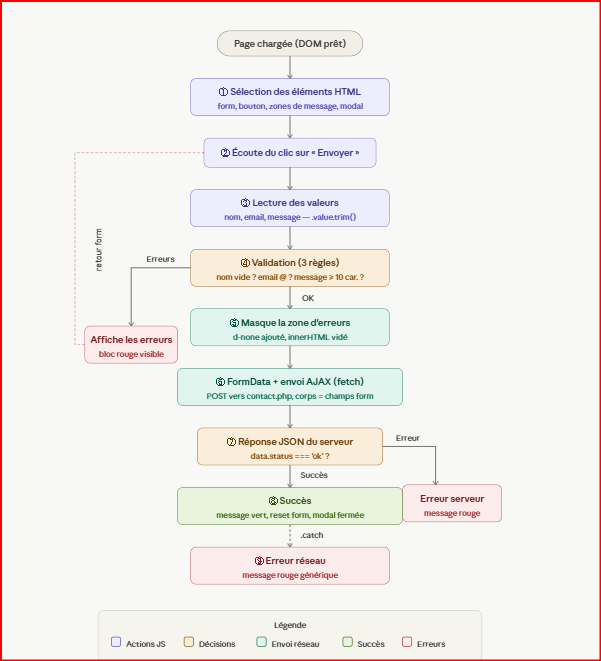 Page chargée (DOM prêt)
① Sélection des éléments HTML
form, bouton, zones de message, modal
② Écoute du clic sur « Envoyer »
③ Lecture des valeurs
nom, email, message — .value.trim()
retour form
Erreurs
④ Validation (3 règles)
nom vide ? email @ ? message ≥ 10 car. ?
OK
Affiche les erreurs
bloc rouge visible
⑤ Masque la zone d'erreurs
d-none ajouté, innerHTML vidé
⑥ FormData + envoi AJAX (fetch)
POST vers contact.php, corps = champs form
⑦ Réponse JSON du serveur
data.status === 'ok' ?
Erreur
Succès
⑧ Succès
message vert, reset form, modal fermée
Erreur serveur
message rouge
.catch
⑨ Erreur réseau
message rouge générique
Légende
Actions JS
Décisions
Envoi réseau
Succès
Erreurs